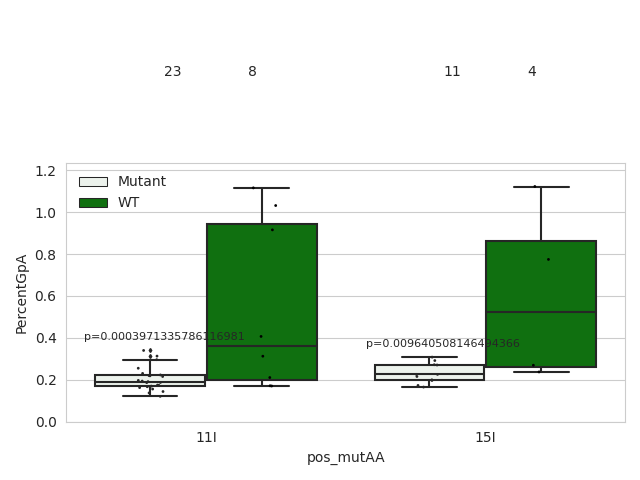 23 8 11 4
1.2
Mutant
WT
1.0
0.8
0.6
0.4
0.2
0.0
PercentGpA
p=0.0003971335786116981
p=0.009640508146494366
11I 15I
pos_mutAA